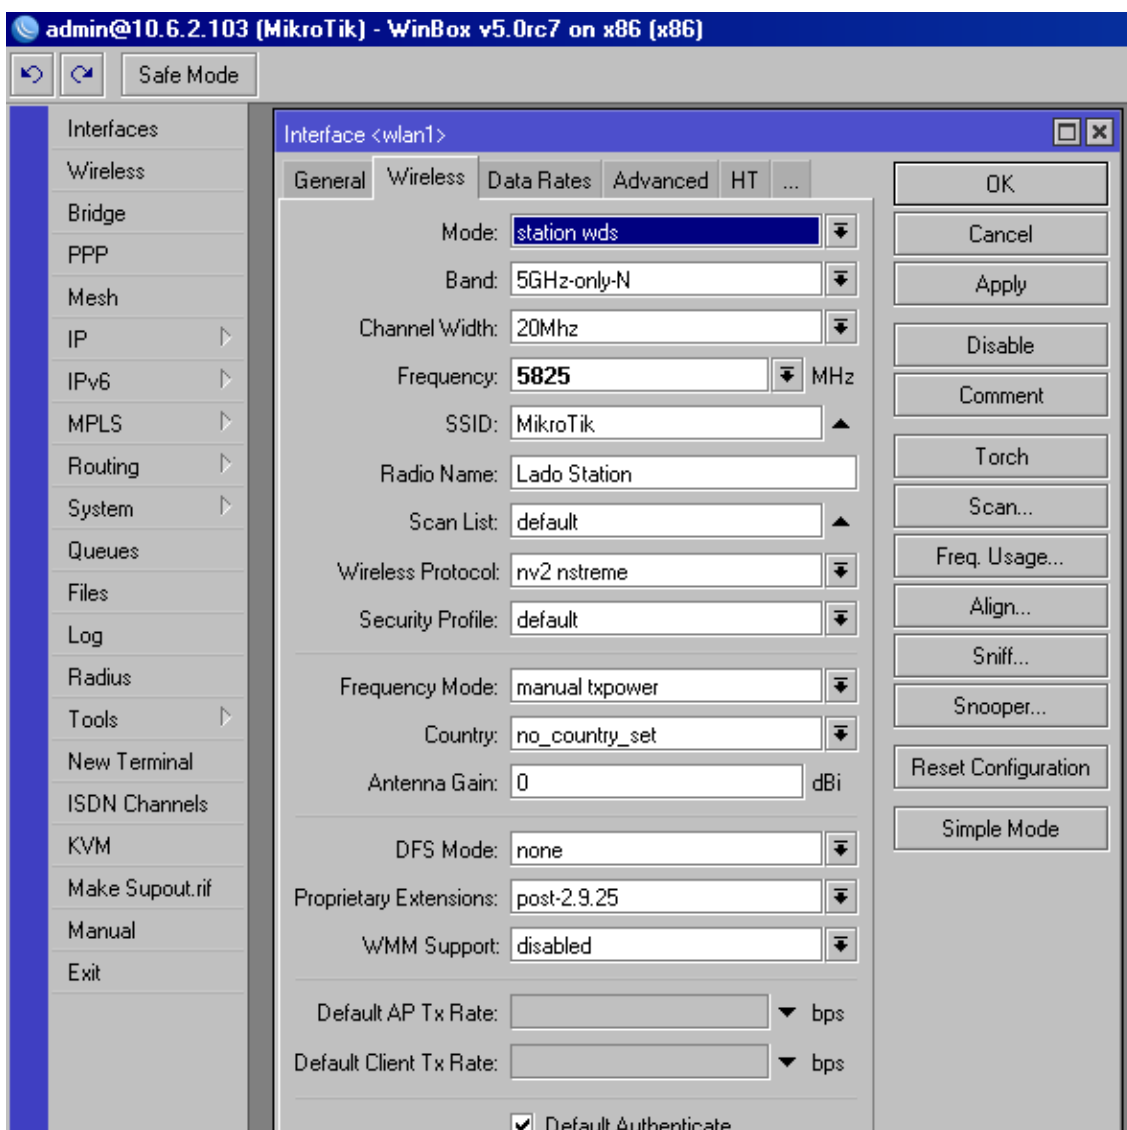 admin@10.6.2.103 (MikroTik) - WinBox v5.0rc7 on x86 (x86)
Safe Mode
Interfaces
Wireless
Bridge
PPP
Mesh
IP
IPv6
MPLS
Routing
System
Queues
Files
Log
Radius
Tools
New Terminal
ISDN Channels
KVM
Make Supout.rif
Manual
Exit
Interface <wlan1>
General Wireless Data Rates Advanced HT ...
Mode: station wds
Band: 5GHz-only-N
Channel Width: 20Mhz
Frequency: 5825 MHz
SSID: MikroTik
Radio Name: Lado Station
Scan List: default
Wireless Protocol: nv2 nstreme
Security Profile: default
Frequency Mode: manual txpower
Country: no_country_set
Antenna Gain: 0 dBi
DFS Mode: none
Proprietary Extensions: post-2.9.25
WMM Support: disabled
Default AP Tx Rate: bps
Default Client Tx Rate: bps
Default Authenticate
OK
Cancel
Apply
Disable
Comment
Torch
Scan...
Freq. Usage...
Align...
Sniff...
Snooper...
Reset Configuration
Simple Mode